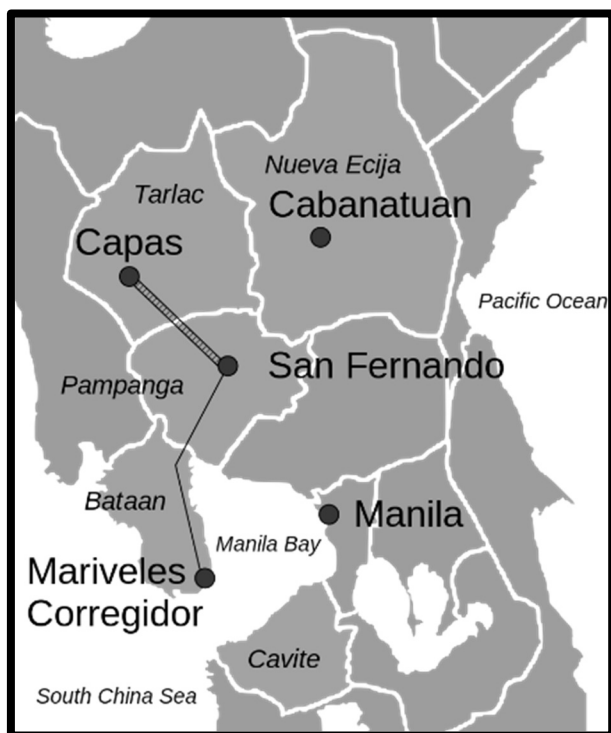 Nueva Ecija
Tarlac
Cabanatuan
Capas
Pacific Ocean
San Fernando
Pampanga
Bataan
Manila
Manila Bay
Mariveles
Corregidor
Cavite
South China Sea